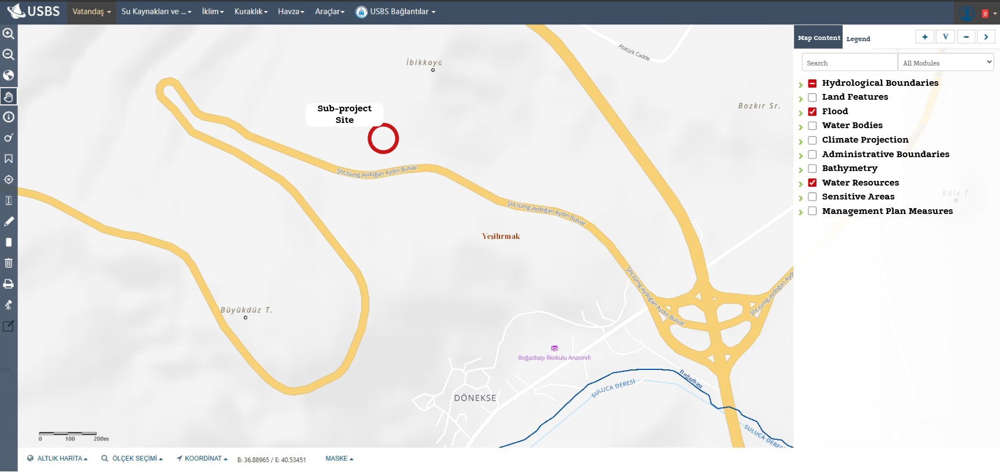 USBS
Vatandaş
Su Kaynakları ve ...
İklim
Kuraklık
Havza
Araçlar
USBS Bağlantılar
0
Map Content
Legend
+
V
Search
All Modules
Hydrological Boundaries
Land Features
Flood
Water Bodies
Climate Projection
Administrative Boundaries
Bathymetry
Water Resources
Sensitive Areas
Management Plan Measures
Atatürk Cadde
İbikkaya
Bozkır Sr.
Sub-project
Site
Şht.tümg.aydoğan Aydın Bulvar
Kale T.
Şht.tümg.aydoğan Aydın Bulvar
Yeşilırmak
Şht.tümg.aydoğan Aydın Bulvar
Şht.tümg.aydoğan Aydı
Büyükdüz T.
Boğazbaşı İlkokulu Anasınıfı
Boğazbaşı
SULUCA DERESİ
DÖNEKSE
SULUCA DERESİ
0 100 200m
ALTLIK HARİTA
ÖLÇEK SEÇİMİ
KOORDİNAT
B: 36.88965 / E: 40.53451
MASKE